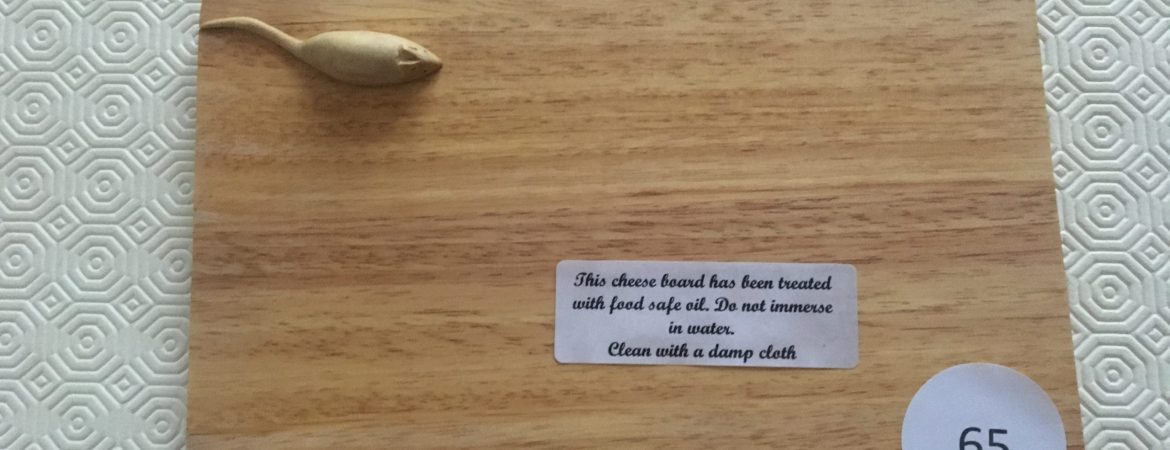 This cheese board has been treated
with food safe oil. Do not immerse
in water.
Clean with a damp cloth
65